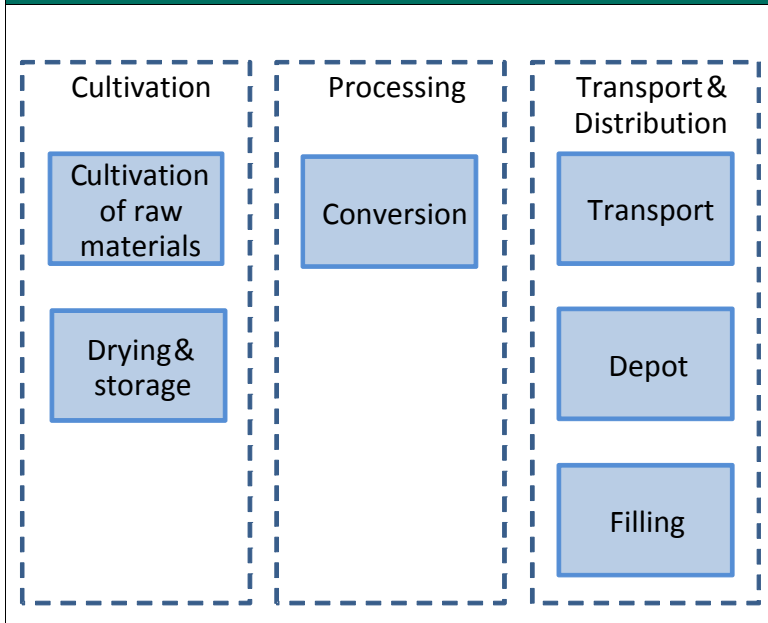 Cultivation
Cultivation
of raw
materials
Drying&
storage
Processing
Conversion
Transport&
Distribution
Transport
Depot
Filling